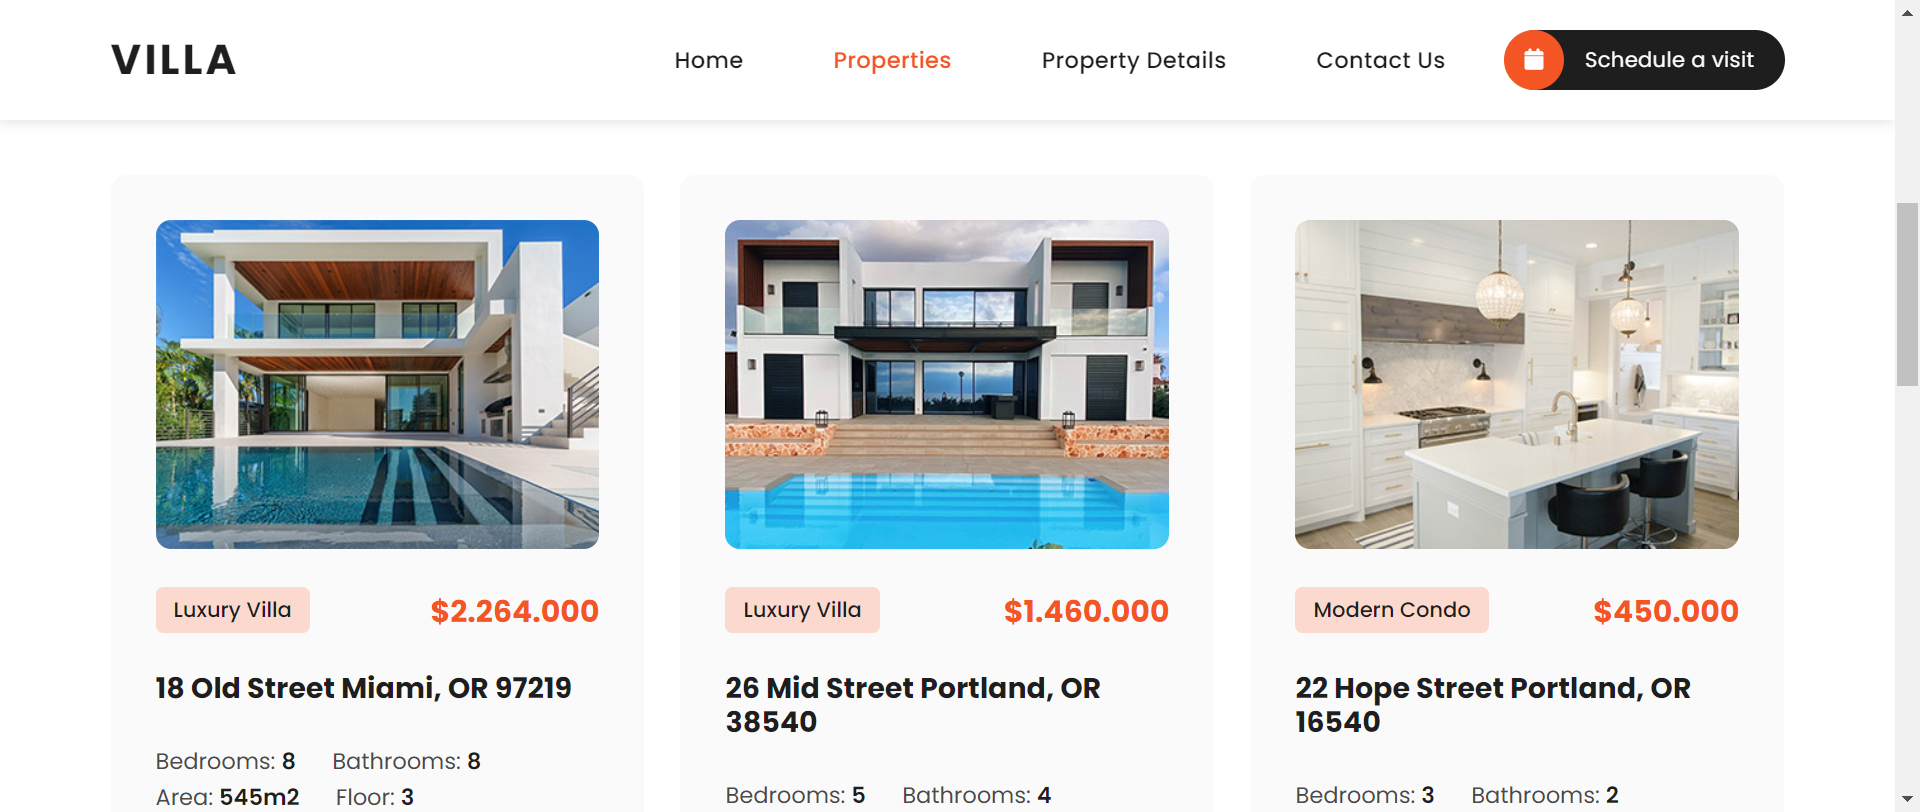 VILLA
Home
Properties
Property Details
Contact Us
Schedule a visit
Luxury Villa
$2.264.000
18 Old Street Miami, OR 97219
Bedrooms: 8
Bathrooms: 8
Area: 545m2
Floor: 3
Luxury Villa
$1.460.000
26 Mid Street Portland, OR
38540
Bedrooms: 5
Bathrooms: 4
Modern Condo
$450.000
22 Hope Street Portland, OR
16540
Bedrooms: 3
Bathrooms: 2